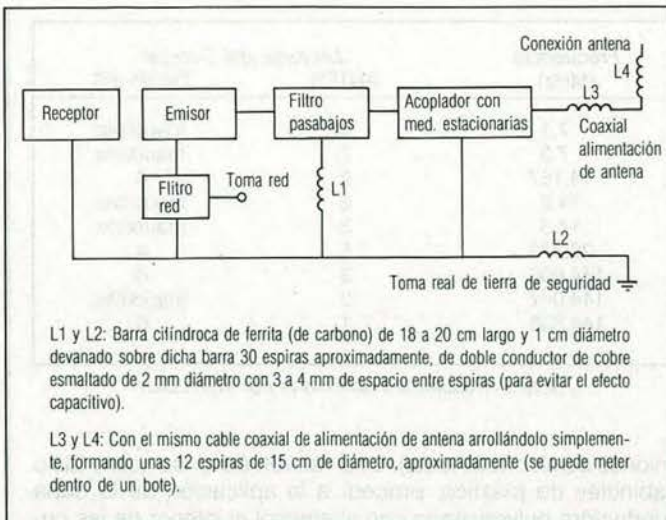 Conexión antena
L4
L3
Receptor
Emisor
Filtro
pasabajos
Acoplador con
med. estacionarias
Coaxial
alimentación
de antena
Flitro
red
Toma red
L1
L2
Toma real de tierra de seguridad
L1 y L2: Barra cilíndroca de ferrita (de carbono) de 18 a 20 cm largo y 1 cm diámetro
devanado sobre dicha barra 30 espiras aproximadamente, de doble conductor de cobre
esmaltado de 2 mm diámetro con 3 a 4 mm de espacio entre espiras (para evitar el efecto
capacitivo).
L3 y L4: Con el mismo cable coaxial de alimentación de antena arrollándolo simplemen-
te, formando unas 12 espiras de 15 cm de diámetro, aproximadamente (se puede meter
dentro de un bote).